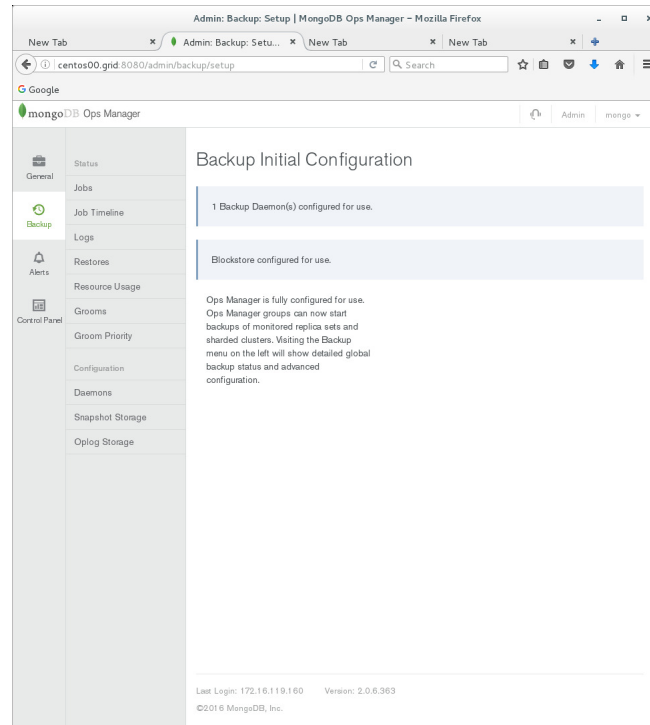 Admin: Backup: Setup | MongoDB Ops Manager – Mozilla Firefox
New Tab
Admin: Backup: Setu...
New Tab
New Tab
centos00.grid:8080/admin/backup/setup
Search
Google
mongoDB Ops Manager
Admin
mongo
General
Backup
Alerts
Control Panel
Status
Jobs
Job Timeline
Logs
Restores
Resource Usage
Grooms
Groom Priority
Configuration
Daemons
Snapshot Storage
Oplog Storage
Backup Initial Configuration
1 Backup Daemon(s) configured for use.
Blockstore configured for use.
Ops Manager is fully configured for use.
Ops Manager groups can now start
backups of monitored replica sets and
sharded clusters. Visiting the Backup
menu on the left will show detailed global
backup status and advanced
configuration.
Last Login: 172.16.119.160 Version: 2.0.6.363
©2016 MongoDB, Inc.